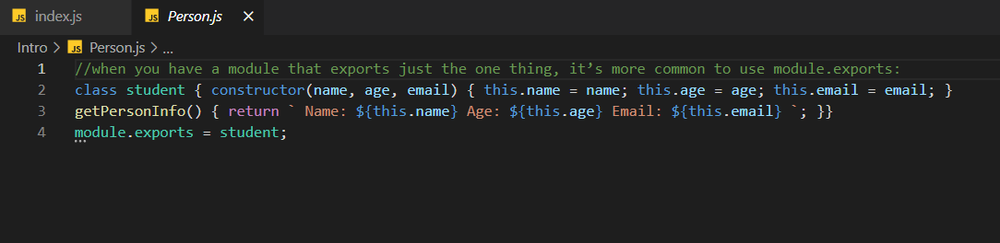 JS index.js JS Person.js ×
Intro > JS Person.js > ...
1 //when you have a module that exports just the one thing, it’s more common to use module.exports:
2 class student { constructor(name, age, email) { this.name = name; this.age = age; this.email = email; }
3 getPersonInfo() { return ` Name: ${this.name} Age: ${this.age} Email: ${this.email} `; }}
4 module.exports = student;